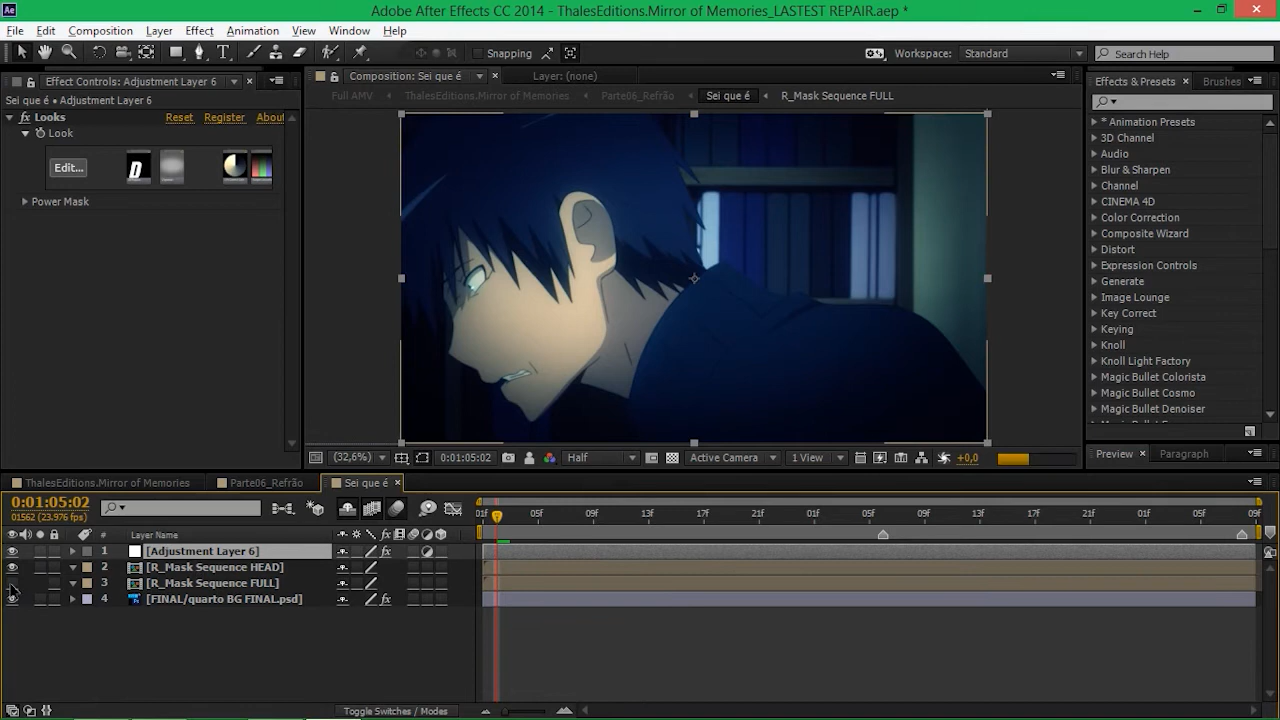 Ae Adobe After Effects CC 2014 - ThalesEditions.Mirror of Memories_LASTEST REPAIR.aep *
File Edit Composition Layer Effect Animation View Window Help
Snapping Workspace: Standard Search Help
Effect Controls: Adjustment Layer 6 Composition: Sei que é Layer: (none) Effects & Presets Brushes
Sei que é • Adjustment Layer 6 Full AMV ThalesEditions.Mirror of Memories Parte06_Refrão Sei que é R_Mask Sequence FULL
fx Looks Reset Register Abou
Look
Edit...
Power Mask
* Animation Presets
3D Channel
Audio
Blur & Sharpen
Channel
CINEMA 4D
Color Correction
Composite Wizard
Distort
Expression Controls
Generate
Image Lounge
Key Correct
Keying
Knoll
Knoll Light Factory
Magic Bullet Colorista
Magic Bullet Cosmo
Magic Bullet Denoiser
(32,6%) 0:01:05:02 Half Active Camera 1 View +0,0
Preview Paragraph
ThalesEditions.Mirror of Memories Parte06_Refrão Sei que é
0:01:05:02
01562 (23.976 fps)
01f 05f 09f 13f 17f 21f 01f 05f 09f 13f 17f 21f 01f 05f 09f
# Layer Name fx
1 [Adjustment Layer 6] fx
2 [R_Mask Sequence HEAD]
3 [R_Mask Sequence FULL]
4 [FINAL/quarto BG FINAL.psd] fx
Toggle Switches / Modes